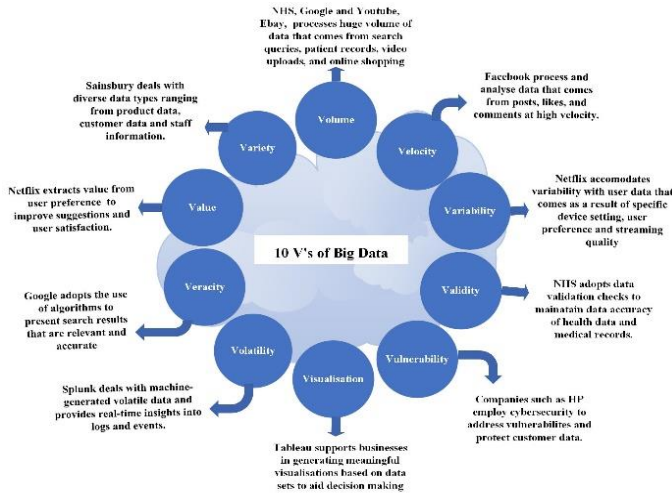 NHS, Google and Youtube,
Ebay, processes huge volume of
data that comes from search
queries, patient records, video
uploads, and online shopping
Volume
Facebook process and
analyse data that comes
from posts, likes, and
comments at high velocity.
Velocity
Netflix accomodates
variability with user data that
comes as a result of specific
device setting, user
preference and streaming
quality
Variability
NHS adopts data
validation checks to
maitatain data accuracy
of health data and
medical records.
Validity
Companies such as HP
employ cybersecurity to
address vulnerabilites and
protect customer data.
Vulnerability
Tableau supports businesses
in generating meaningful
visualisations based on data
sets to aid decision making
Visualisation
Splunk deals with machine-
generated volatile data and
provides real-time insights into
logs and events.
Volatility
Google adopts the use
of algorithms to
present search results
that are relevant and
accurate
Veracity
Netflix extracts value from
user preference to
improve suggestions and
user satisfaction.
Value
Sainsbury deals with
diverse data types ranging
from product data,
customer data and staff
information.
Variety
10 V's of Big Data